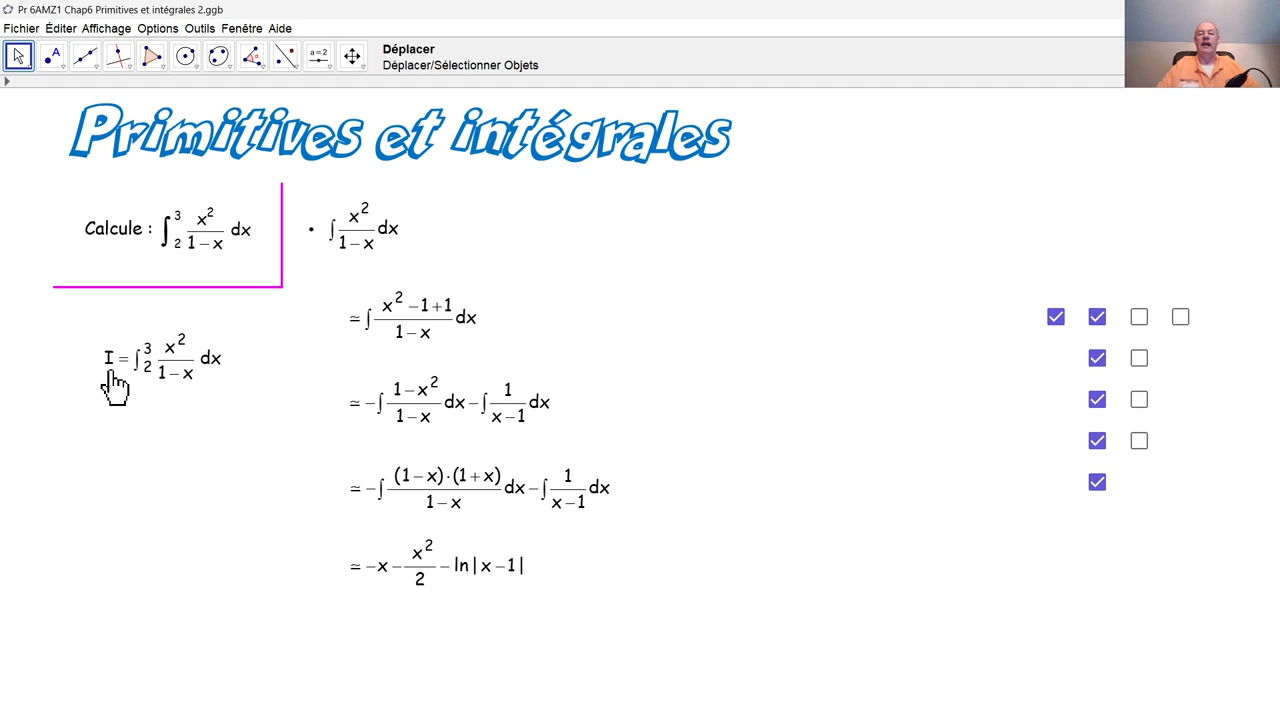 Pr 6AMZ1 Chap6 Primitives et intégrales 2.ggb
Fichier Éditer Affichage Options Outils Fenêtre Aide
A
a=2
Déplacer
Déplacer/Sélectionner Objets
Primitives et intégrales
Calcule : ∫₂³ x²/(1−x) dx
• ∫ x²/(1−x) dx
≃ ∫ (x²−1+1)/(1−x) dx
I = ∫₂³ x²/(1−x) dx
≃ −∫ (1−x²)/(1−x) dx − ∫ 1/(x−1) dx
≃ −∫ ((1−x)·(1+x))/(1−x) dx − ∫ 1/(x−1) dx
≃ −x − x²/2 − ln|x−1|